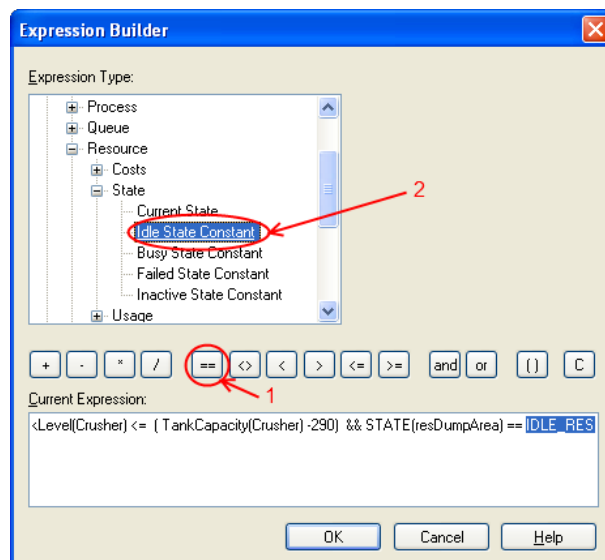 Expression Builder
Expression Type:
Process
Queue
Resource
Costs
State
Current State
Idle State Constant
Busy State Constant
Failed State Constant
Inactive State Constant
Usage
2
+ - * / == <> < > <= >= and or () C
1
Current Expression:
<Level(Crusher) <= ( TankCapacity(Crusher) -290) && STATE(resDumpArea) == IDLE_RES
OK Cancel Help